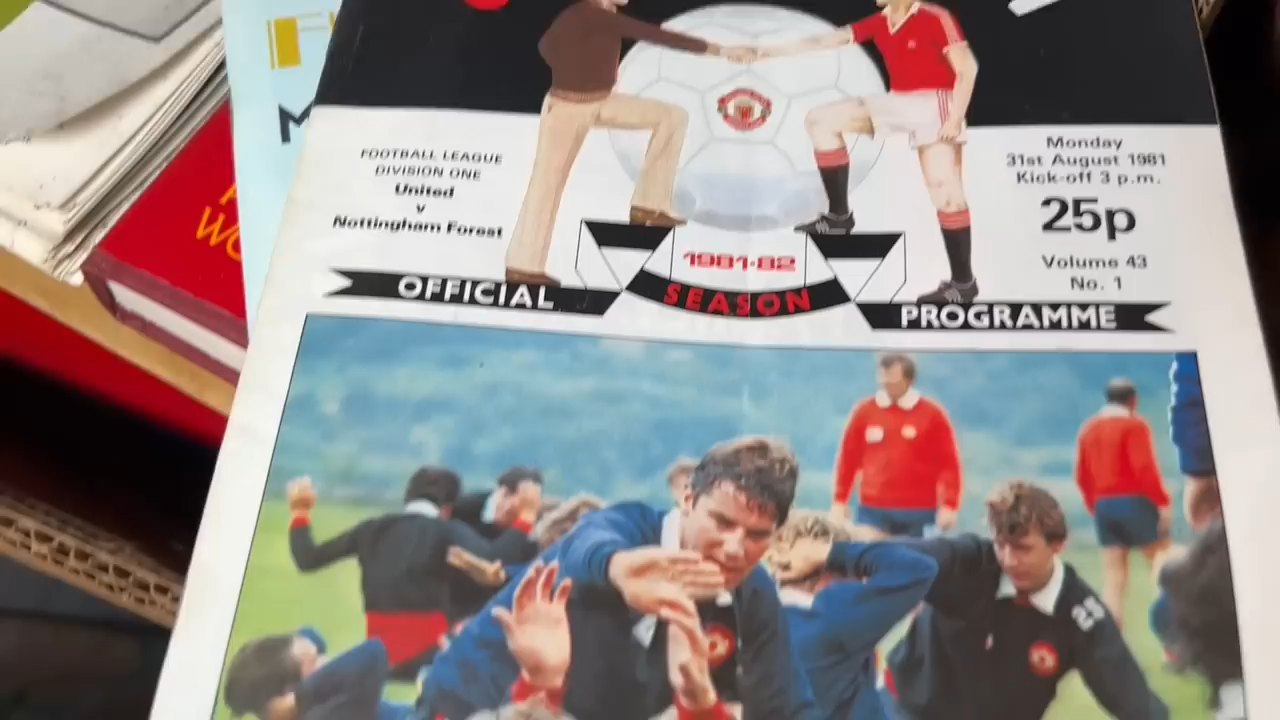 FOOTBALL LEAGUE
DIVISION ONE
United
v
Nottingham Forest
Monday
31st August 1981
Kick-off 3 p.m.
25p
Volume 43
No. 1
1981-82
OFFICIAL SEASON PROGRAMME
25